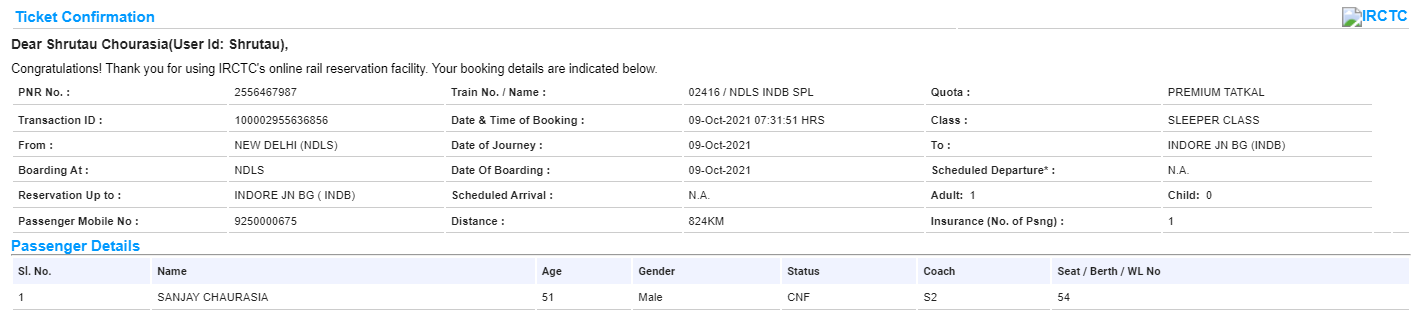 Ticket Confirmation IRCTC
Dear Shrutau Chourasia(User Id: Shrutau),
Congratulations! Thank you for using IRCTC's online rail reservation facility. Your booking details are indicated below.
PNR No. : 2556467987 Train No. / Name : 02416 / NDLS INDB SPL Quota : PREMIUM TATKAL
Transaction ID : 100002955636856 Date & Time of Booking : 09-Oct-2021 07:31:51 HRS Class : SLEEPER CLASS
From : NEW DELHI (NDLS) Date of Journey : 09-Oct-2021 To : INDORE JN BG (INDB)
Boarding At : NDLS Date Of Boarding : 09-Oct-2021 Scheduled Departure* : N.A.
Reservation Up to : INDORE JN BG ( INDB) Scheduled Arrival : N.A. Adult: 1 Child: 0
Passenger Mobile No : 9250000675 Distance : 824KM Insurance (No. of Psng) : 1
Passenger Details
Sl. No. Name Age Gender Status Coach Seat / Berth / WL No
1 SANJAY CHAURASIA 51 Male CNF S2 54